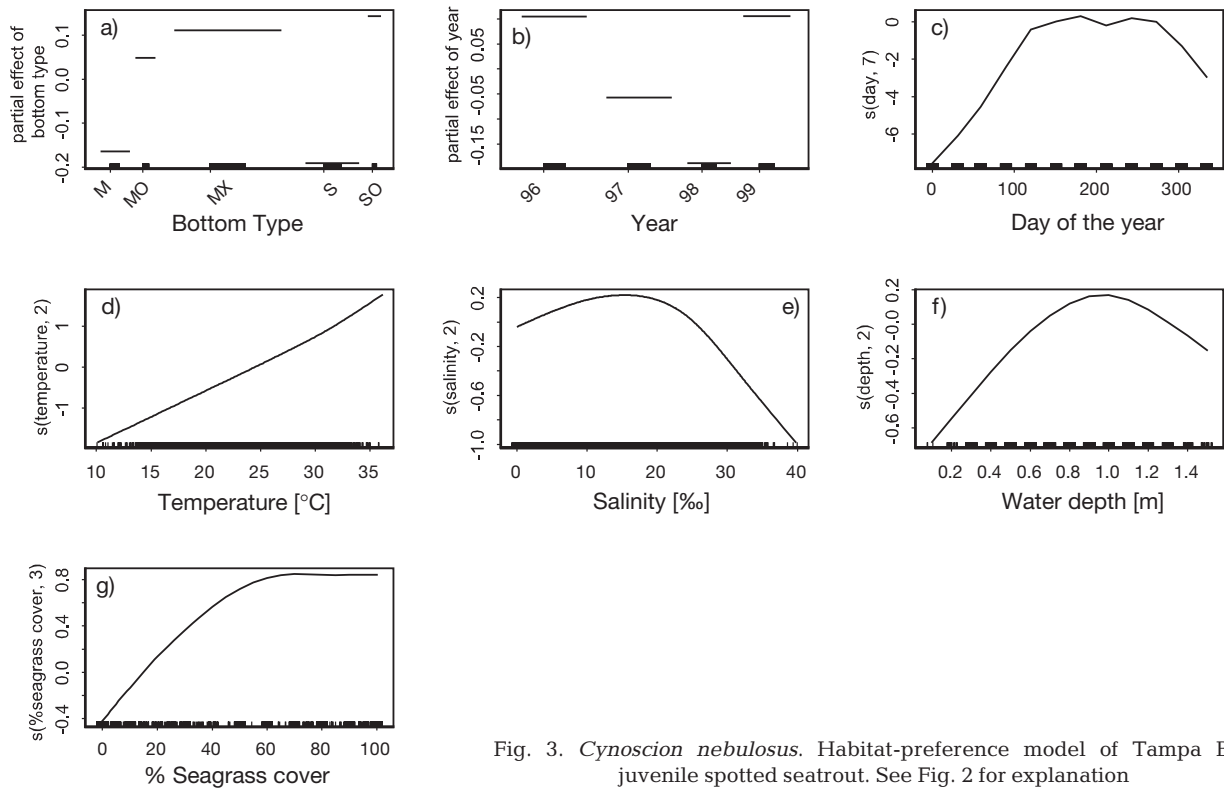 a)
partial effect of
bottom type
0.1
0.0
-0.1
-0.2
M
MO
MX
S
SO
Bottom Type
b)
partial effect of year
0.05
-0.05
-0.15
96
97
98
99
Year
c)
s(day, 7)
0
-2
-4
-6
0 100 200 300
Day of the year
d)
s(temperature, 2)
1
0
-1
10 15 20 25 30 35
Temperature [°C]
e)
s(salinity, 2)
0.2
-0.2
-0.6
-1.0
0 10 20 30 40
Salinity [‰]
f)
s(depth, 2)
0.2
-0.0
-0.2
-0.4
-0.6
0.2 0.4 0.6 0.8 1.0 1.2 1.4
Water depth [m]
g)
s(%seagrass cover, 3)
0.8
0.4
0.0
-0.4
0 20 40 60 80 100
% Seagrass cover
Fig. 3. Cynoscion nebulosus. Habitat-preference model of Tampa
juvenile spotted seatrout. See Fig. 2 for explanation